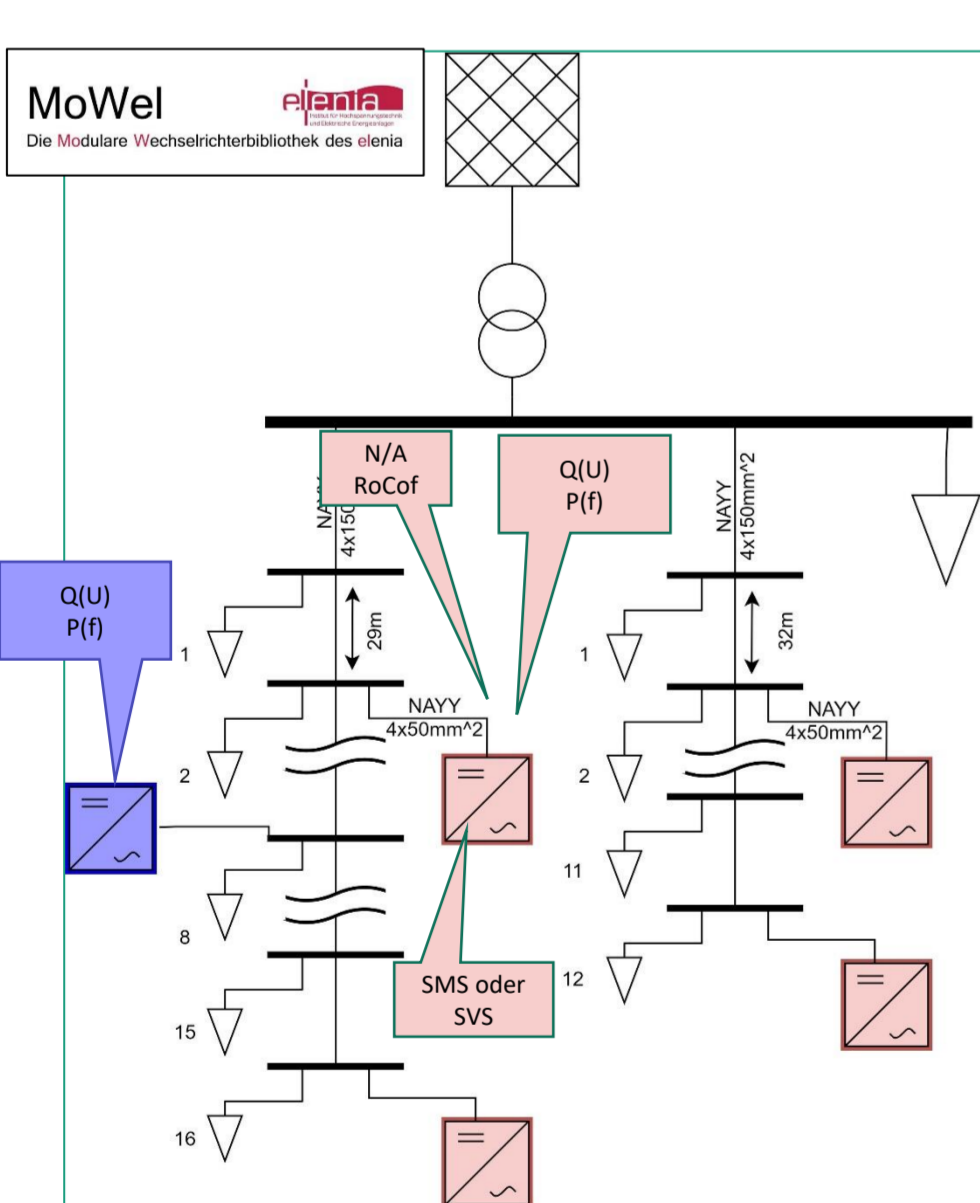 MoWel
elenia
Institut für Hochspannungstechnik
und Elektrische Energieanlagen
Die Modulare Wechselrichterbibliothek des elenia
N/A
RoCof
Q(U)
P(f)
NAYY
4x150mm^2
4x150
Q(U)
P(f)
1
29m
1
32m
NAYY
4x50mm^2
NAYY
4x50mm^2
2
2
11
8
SMS oder
SVS
12
15
16